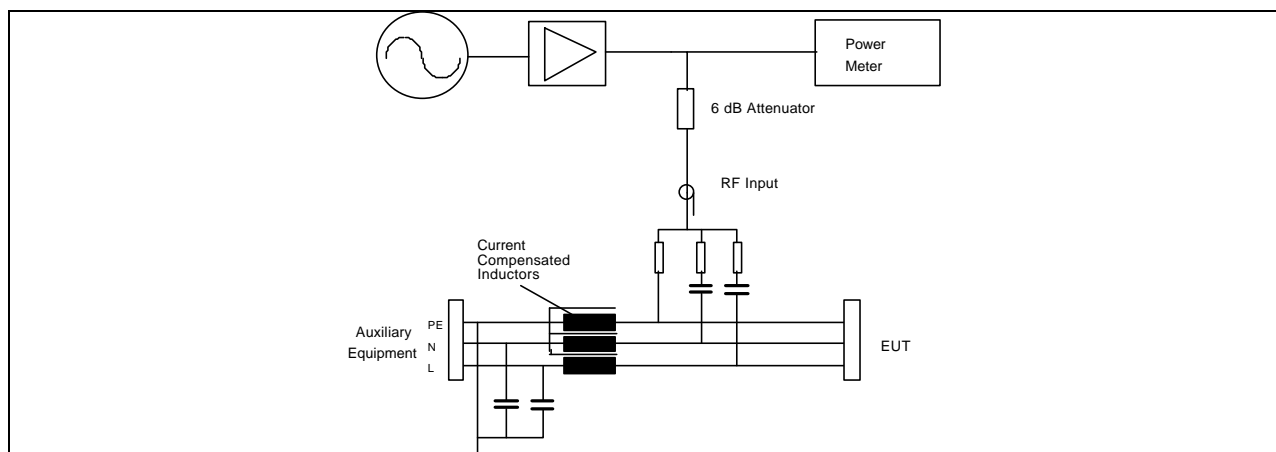 Power
Meter
6 dB Attenuator
RF Input
Current
Compensated
Inductors
Auxiliary
Equipment
PE
N
L
EUT